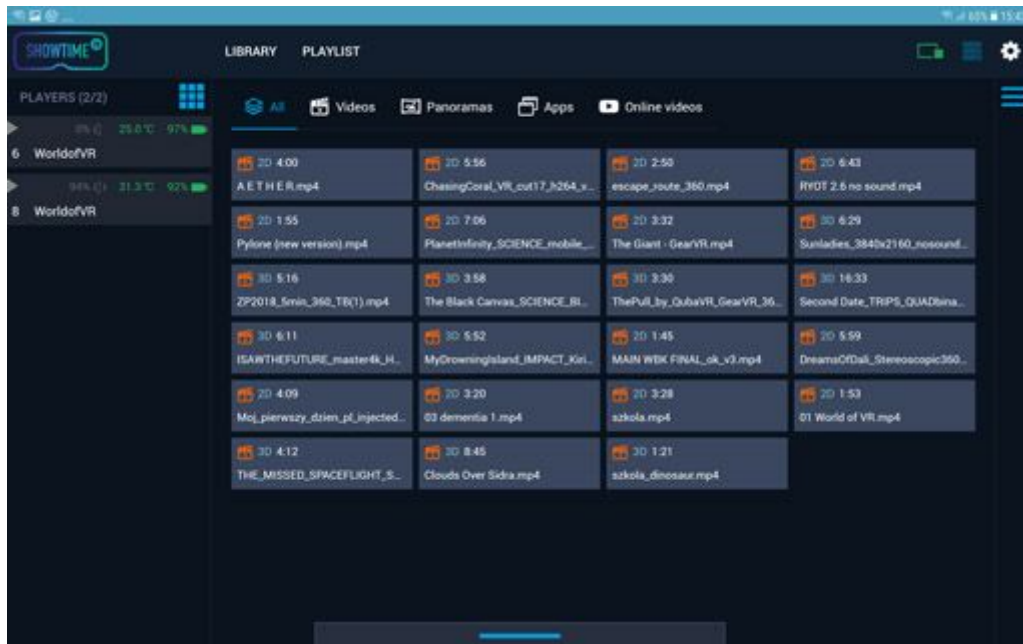 68% 15:43
SHOWTIME VR
LIBRARY PLAYLIST
PLAYERS (2/2)
All Videos Panoramas Apps Online videos
0% 25.0°C 97%
6 WorldofVR
94% 31.3°C 92%
8 WorldofVR
2D 4:00
AETHER.mp4
2D 5:56
ChasingCoral_VR_cut17_h264_v...
2D 2:50
escape_route_360.mp4
2D 6:43
RYOT 2.6 no sound.mp4
2D 1:55
Pylone (new version).mp4
2D 7:06
PlanetInfinity_SCIENCE_mobile_...
2D 3:32
The Giant - GearVR.mp4
3D 6:29
Sunladies_3840x2160_nosound...
3D 5:16
ZP2018_5min_360_TB(1).mp4
3D 3:58
The Black Canvas_SCIENCE_Bl...
3D 3:30
ThePull_by_QubaVR_GearVR_36...
3D 16:33
Second Date_TRIPS_QUADbina...
3D 6:11
ISAWTHEFUTURE_master4k_H...
3D 5:52
MyDrowningIsland_IMPACT_Kiri...
2D 1:45
MAIN WBK FINAL_ok_v3.mp4
2D 5:59
DreamsOfDali_Stereoscopic360...
2D 4:09
Moj_pierwszy_dzien_pl_injected...
2D 3:20
03 dementia 1.mp4
2D 3:28
szkola.mp4
2D 1:53
01 World of VR.mp4
3D 4:12
THE_MISSED_SPACEFLIGHT_S...
3D 8:45
Clouds Over Sidra.mp4
3D 1:21
szkola_dinosaur.mp4